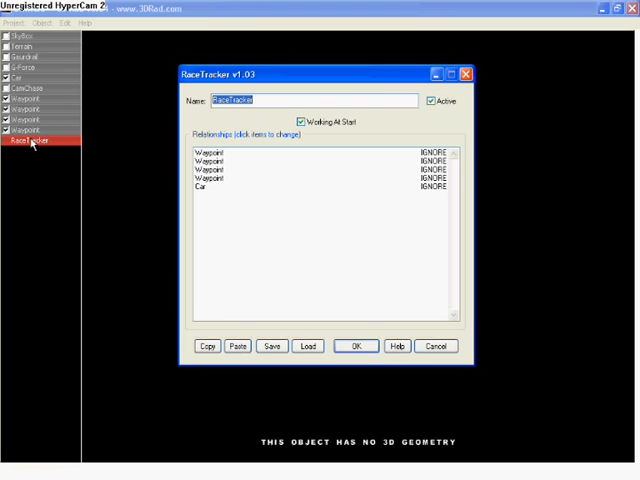 Unregistered HyperCam 2
- www.3DRad.com
Project Object Edit Help
SkyBox
Terrain
Guardrail
G-Force
Car
CamChase
Waypoint
Waypoint
Waypoint
Waypoint
RaceTracker
RaceTracker v1.03
Name: RaceTracker Active
Working At Start
Relationships (click items to change)
Waypoint IGNORE
Waypoint IGNORE
Waypoint IGNORE
Waypoint IGNORE
Car IGNORE
Copy Paste Save Load OK Help Cancel
THIS OBJECT HAS NO 3D GEOMETRY